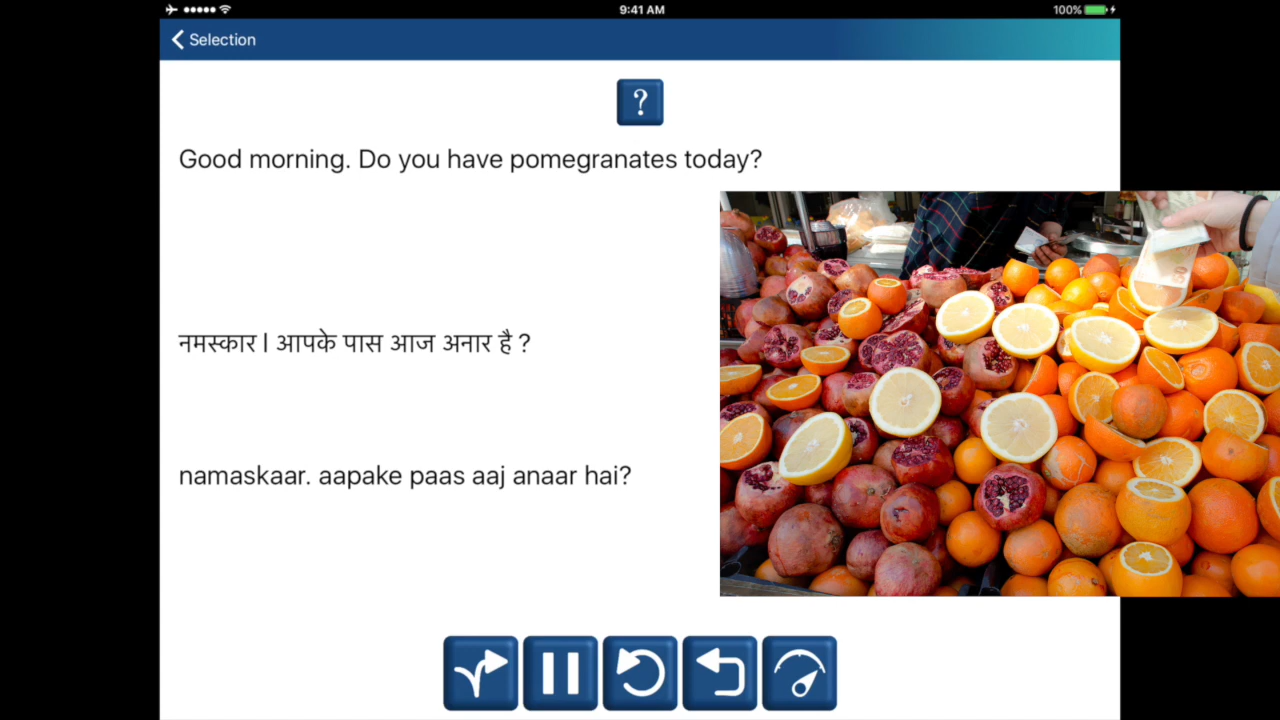 9:41 AM
100%
Selection
?
Good morning. Do you have pomegranates today?
नमस्कार । आपके पास आज अनार है ?
namaskaar. aapake paas aaj anaar hai?